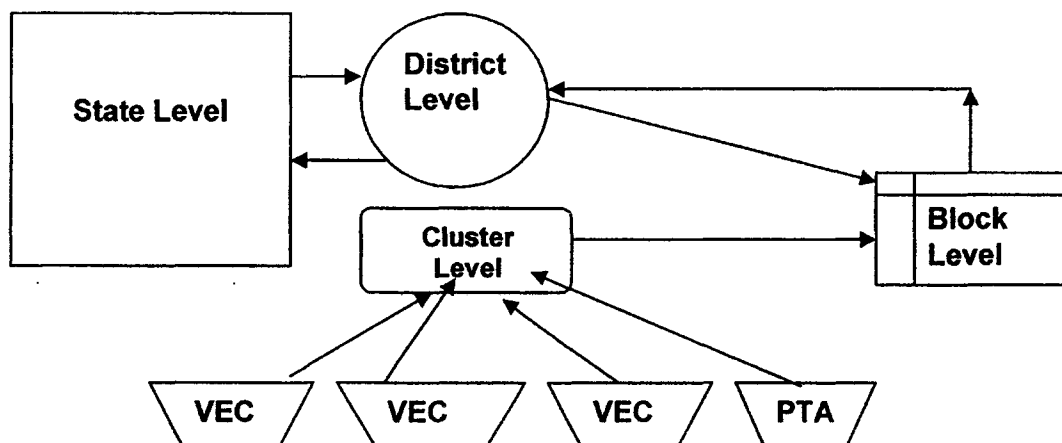 State Level
District
Level
Cluster
Level
Block
Level
VEC
VEC
VEC
PTA